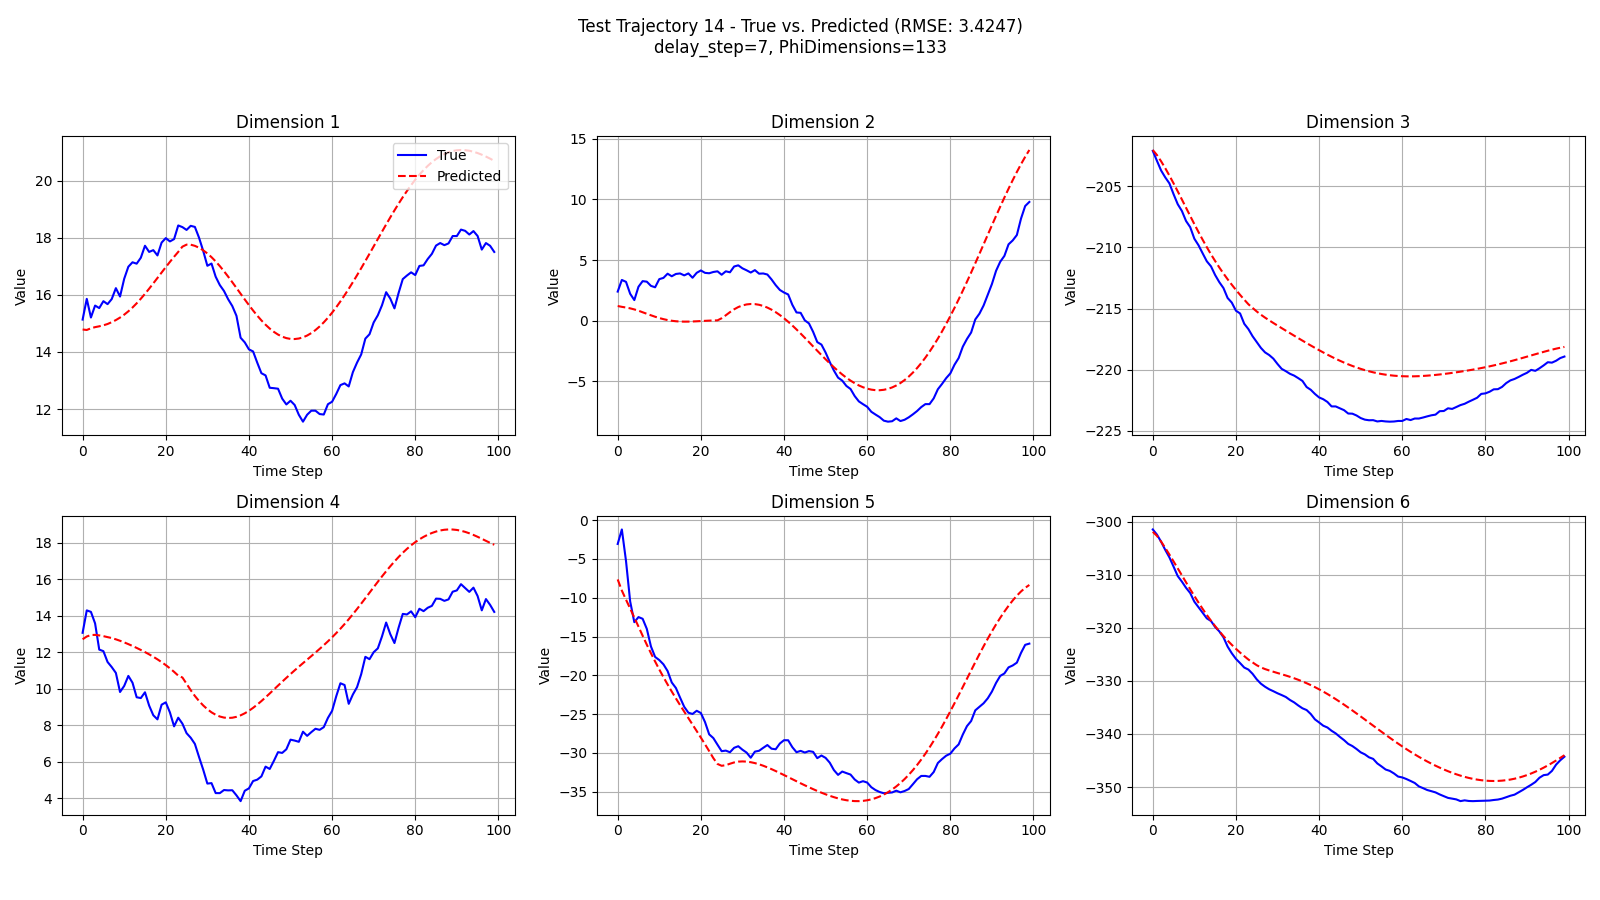 Test Trajectory 14 - True vs. Predicted (RMSE: 3.4247)
delay_step=7, PhiDimensions=133
Dimension 1
True
Predicted
Value
20
18
16
14
12
0 20 40 60 80 100
Time Step
Dimension 2
Value
15
10
5
0
−5
0 20 40 60 80 100
Time Step
Dimension 3
Value
−205
−210
−215
−220
−225
0 20 40 60 80 100
Time Step
Dimension 4
Value
18
16
14
12
10
8
6
4
0 20 40 60 80 100
Time Step
Dimension 5
Value
0
−5
−10
−15
−20
−25
−30
−35
0 20 40 60 80 100
Time Step
Dimension 6
Value
−300
−310
−320
−330
−340
−350
0 20 40 60 80 100
Time Step